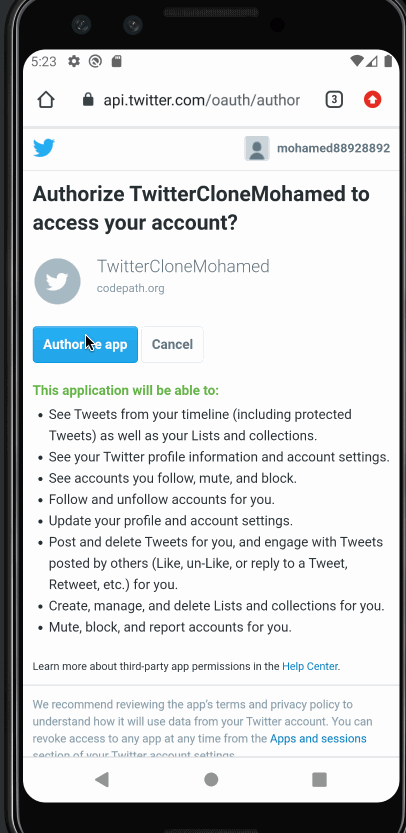 5:23
api.twitter.com/oauth/author
3
mohamed88928892
Authorize TwitterCloneMohamed to
access your account?
TwitterCloneMohamed
codepath.org
Authorize app
Cancel
This application will be able to:
• See Tweets from your timeline (including protected
Tweets) as well as your Lists and collections.
• See your Twitter profile information and account settings.
• See accounts you follow, mute, and block.
• Follow and unfollow accounts for you.
• Update your profile and account settings.
• Post and delete Tweets for you, and engage with Tweets
posted by others (Like, un-Like, or reply to a Tweet,
Retweet, etc.) for you.
• Create, manage, and delete Lists and collections for you.
• Mute, block, and report accounts for you.
Learn more about third-party app permissions in the Help Center.
We recommend reviewing the app's terms and privacy policy to
understand how it will use data from your Twitter account. You can
revoke access to any app at any time from the Apps and sessions
section of your Twitter account settings.